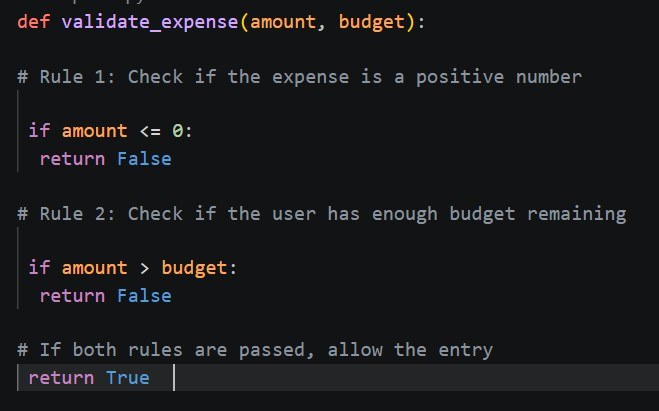 def validate_expense(amount, budget):
# Rule 1: Check if the expense is a positive number
 if amount <= 0:
  return False
# Rule 2: Check if the user has enough budget remaining
 if amount > budget:
  return False
# If both rules are passed, allow the entry
 return True